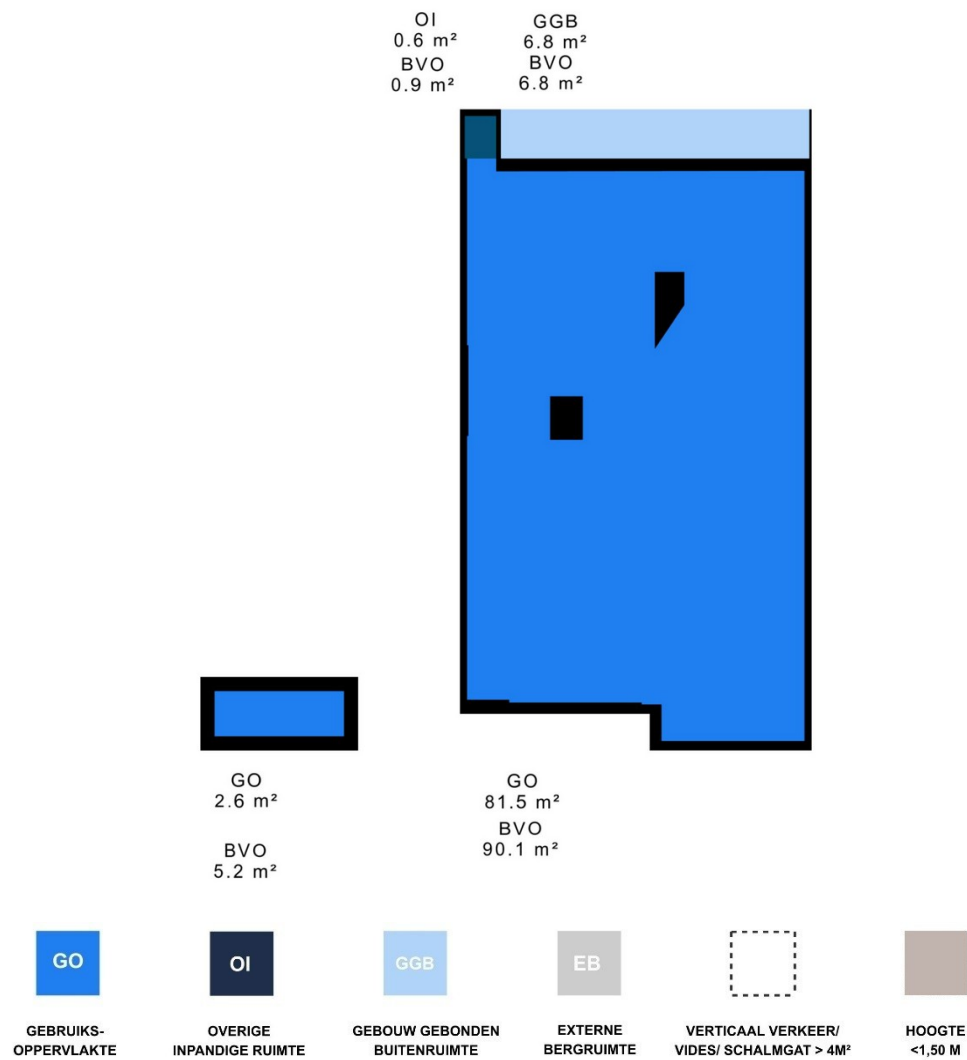 OI
0.6 m²
BVO
0.9 m²
GGB
6.8 m²
BVO
6.8 m²
GO
2.6 m²
BVO
5.2 m²
GO
81.5 m²
BVO
90.1 m²
GO
OI
GGB
EB
GEBRUIKS-
OPPERVLAKTE
OVERIGE
INPANDIGE RUIMTE
GEBOUW GEBONDEN
BUITENRUIMTE
EXTERNE
BERGRUIMTE
VERTICAAL VERKEER/
VIDES/ SCHALMGAT > 4M²
HOOGTE
<1,50 M